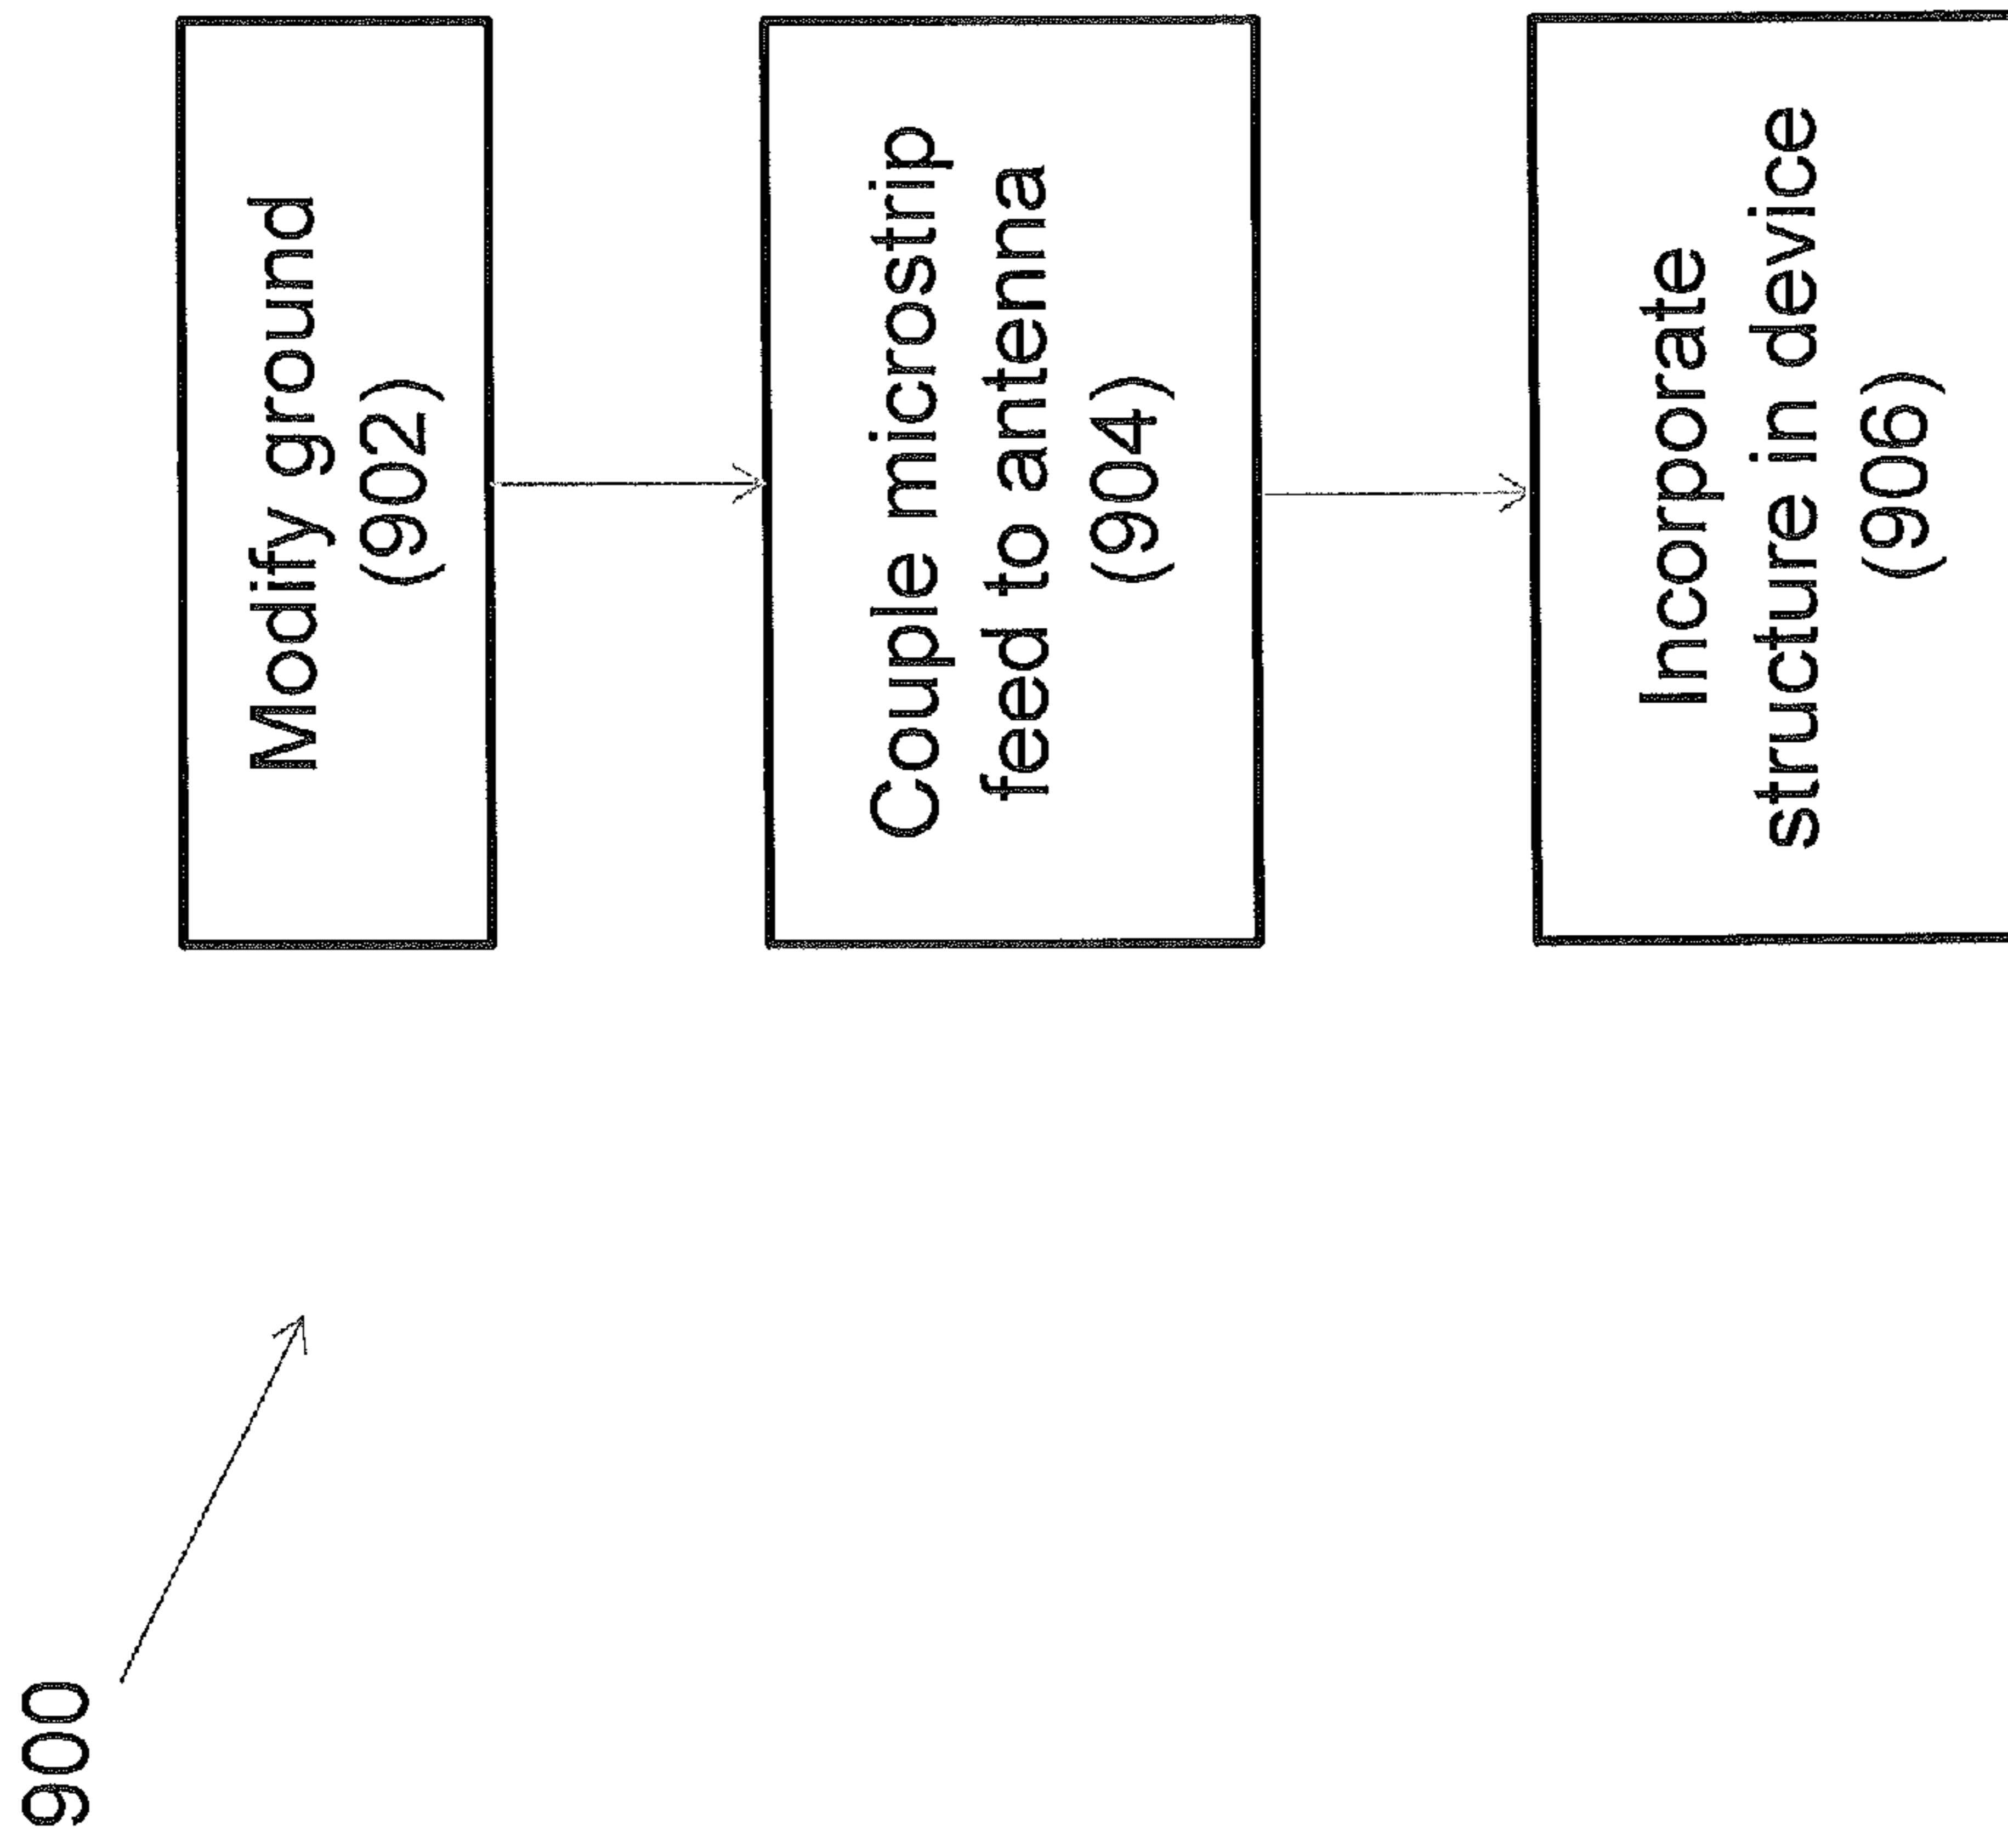 900
Modify ground
(902)
Couple microstrip
feed to antenna
(904)
Incorporate
structure in device
(906)